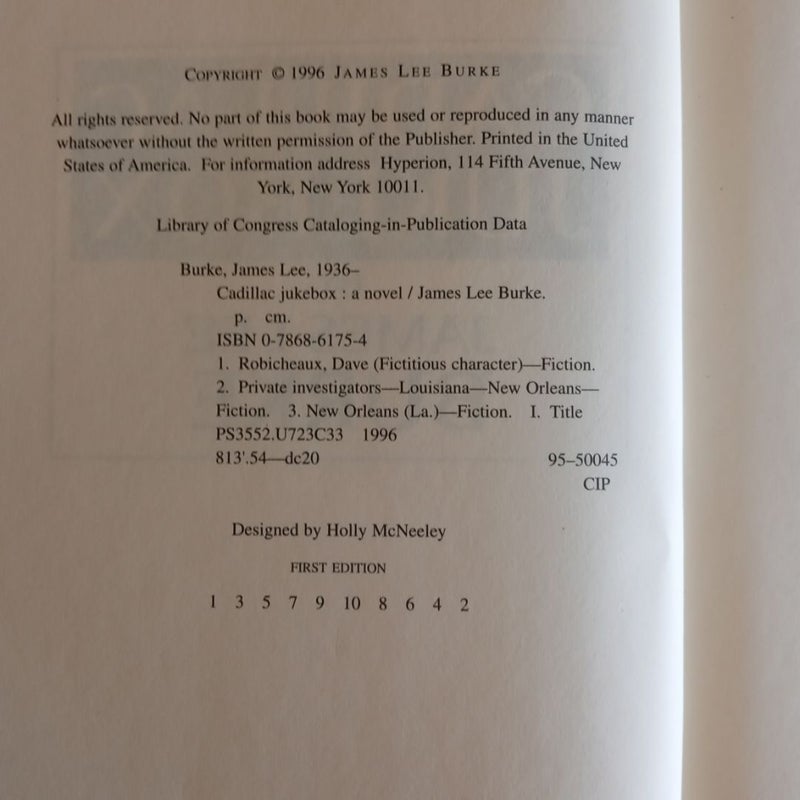 COPYRIGHT © 1996 JAMES LEE BURKE
All rights reserved. No part of this book may be used or reproduced in any manner
whatsoever without the written permission of the Publisher. Printed in the United
States of America. For information address Hyperion, 114 Fifth Avenue, New
York, New York 10011.
Library of Congress Cataloging-in-Publication Data
Burke, James Lee, 1936–
Cadillac jukebox : a novel / James Lee Burke.
p. cm.
ISBN 0-7868-6175-4
1. Robicheaux, Dave (Fictitious character)—Fiction.
2. Private investigators—Louisiana—New Orleans—
Fiction. 3. New Orleans (La.)—Fiction. I. Title
PS3552.U723C33 1996
813'.54—dc20 95–50045
CIP
Designed by Holly McNeeley
FIRST EDITION
1 3 5 7 9 10 8 6 4 2